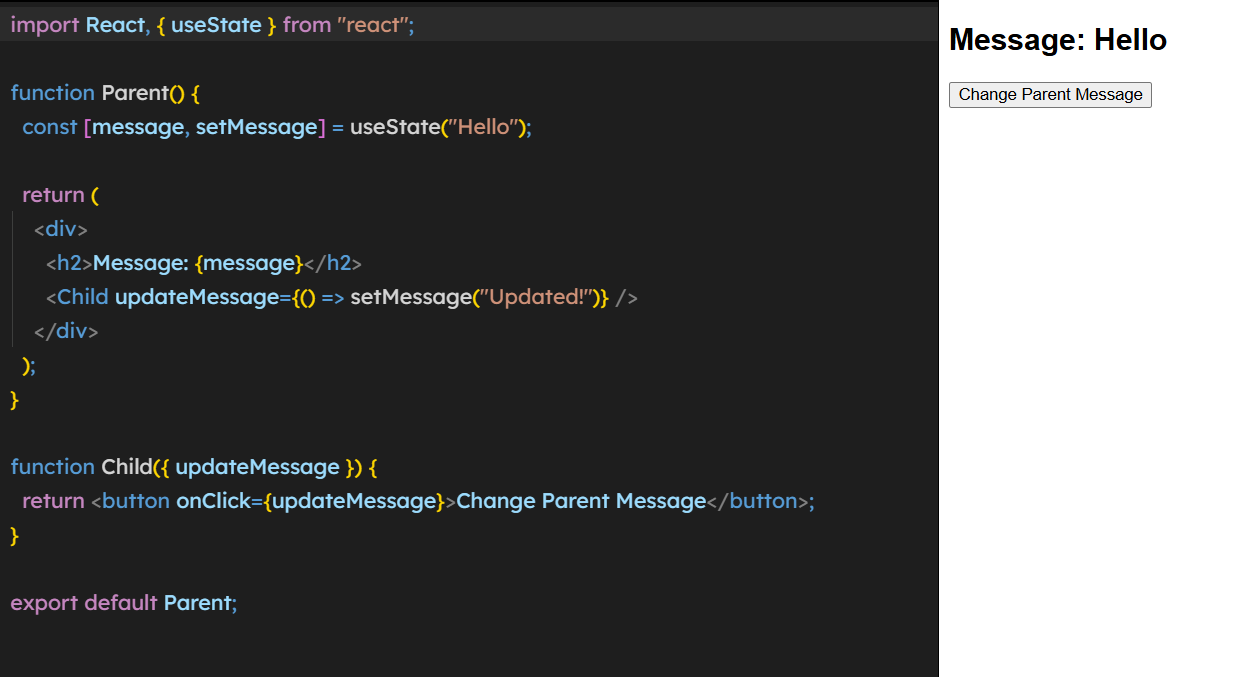 import React, { useState } from "react";
function Parent() {
const [message, setMessage] = useState("Hello");
return (
<div>
<h2>Message: {message}</h2>
<Child updateMessage={() => setMessage("Updated!")} />
</div>
);
}
function Child({ updateMessage }) {
return <button onClick={updateMessage}>Change Parent Message</button>;
}
export default Parent;
Message: Hello
Change Parent Message